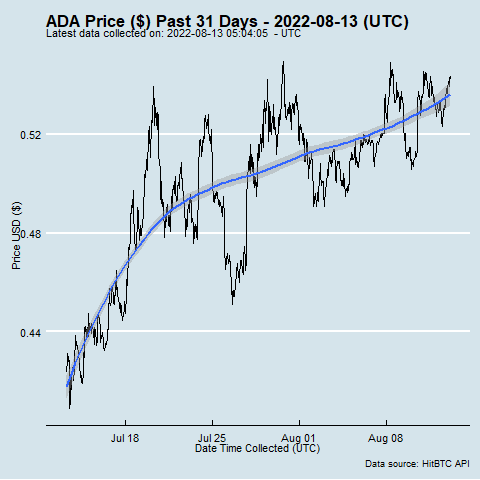 ADA Price ($) Past 31 Days - 2022-08-13 (UTC)
Latest data collected on: 2022-08-13 05:04:05 - UTC
Price USD ($)
0.52
0.48
0.44
Jul 18 Jul 25 Aug 01 Aug 08
Date Time Collected (UTC)
Data source: HitBTC API